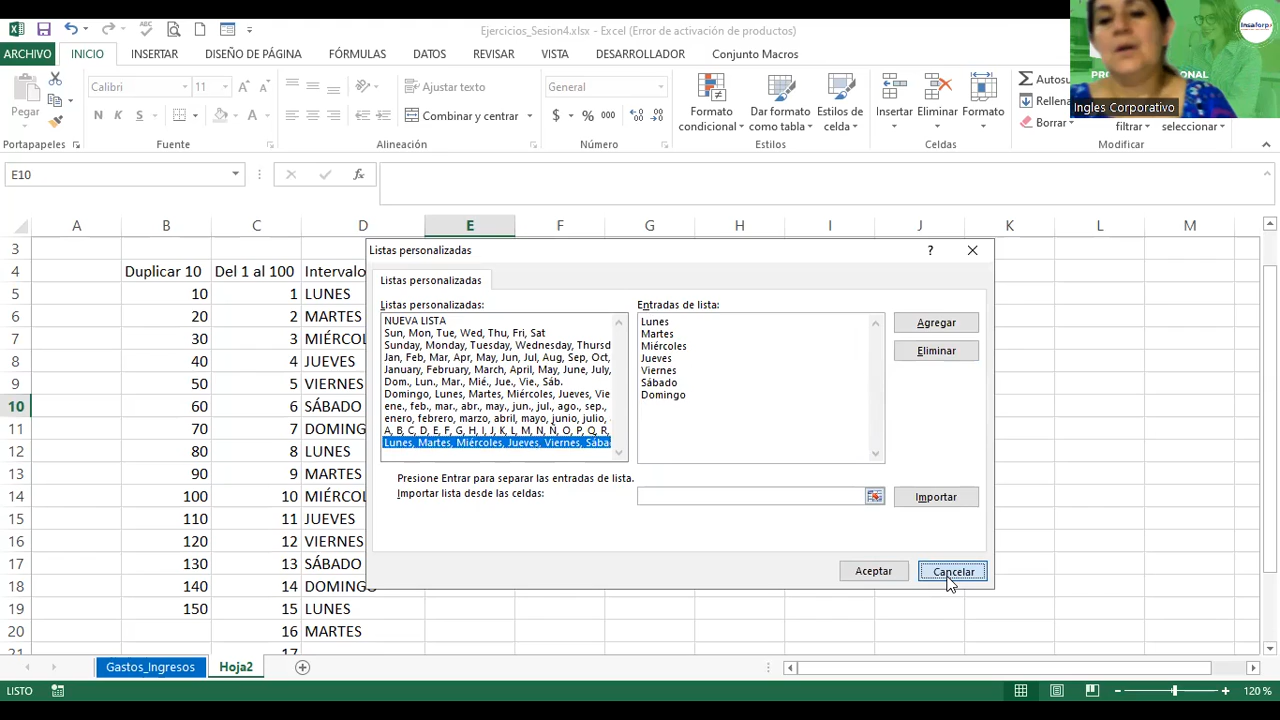 Ejercicios_Sesion4.xlsx - Excel (Error de activación de productos)
ARCHIVO INICIO INSERTAR DISEÑO DE PÁGINA FÓRMULAS DATOS REVISAR VISTA DESARROLLADOR Conjunto Macros
Insaforp
Ingles Corporativo
Calibri 11
Ajustar texto
General
Pegar
N K S
Combinar y centrar
$ % 000
Formato condicional
Dar formato como tabla
Estilos de celda
Insertar Eliminar Formato
Rellena
Borrar
filtrar
seleccionar
Portapapeles Fuente Alineación Número Estilos Celdas Modificar
E10
fx
A B C D E F G H I J K L M
3
4 Duplicar 10 Del 1 al 100 Intervalo
5 10 1 LUNES
6 20 2 MARTES
7 30 3 MIÉRCOL
8 40 4 JUEVES
9 50 5 VIERNES
10 60 6 SÁBADO
11 70 7 DOMING
12 80 8 LUNES
13 90 9 MARTES
14 100 10 MIÉRCOL
15 110 11 JUEVES
16 120 12 VIERNES
17 130 13 SÁBADO
18 140 14 DOMINGO
19 150 15 LUNES
20 16 MARTES
21 17
Listas personalizadas
?
Listas personalizadas
Listas personalizadas:
NUEVA LISTA
Sun, Mon, Tue, Wed, Thu, Fri, Sat
Sunday, Monday, Tuesday, Wednesday, Thursd
Jan, Feb, Mar, Apr, May, Jun, Jul, Aug, Sep, Oct,
January, February, March, April, May, June, July,
Dom., Lun., Mar., Mié., Jue., Vie., Sáb.
Domingo, Lunes, Martes, Miércoles, Jueves, Vie
ene., feb., mar., abr., may., jun., jul., ago., sep.,
enero, febrero, marzo, abril, mayo, junio, julio,
A, B, C, D, E, F, G, H, I, J, K, L, M, N, Ñ, O, P, Q, R,
Lunes, Martes, Miércoles, Jueves, Viernes, Sába
Entradas de lista:
Lunes
Martes
Miércoles
Jueves
Viernes
Sábado
Domingo
Agregar
Eliminar
Presione Entrar para separar las entradas de lista.
Importar lista desde las celdas:
Importar
Aceptar
Cancelar
Gastos_Ingresos Hoja2
LISTO
120 %